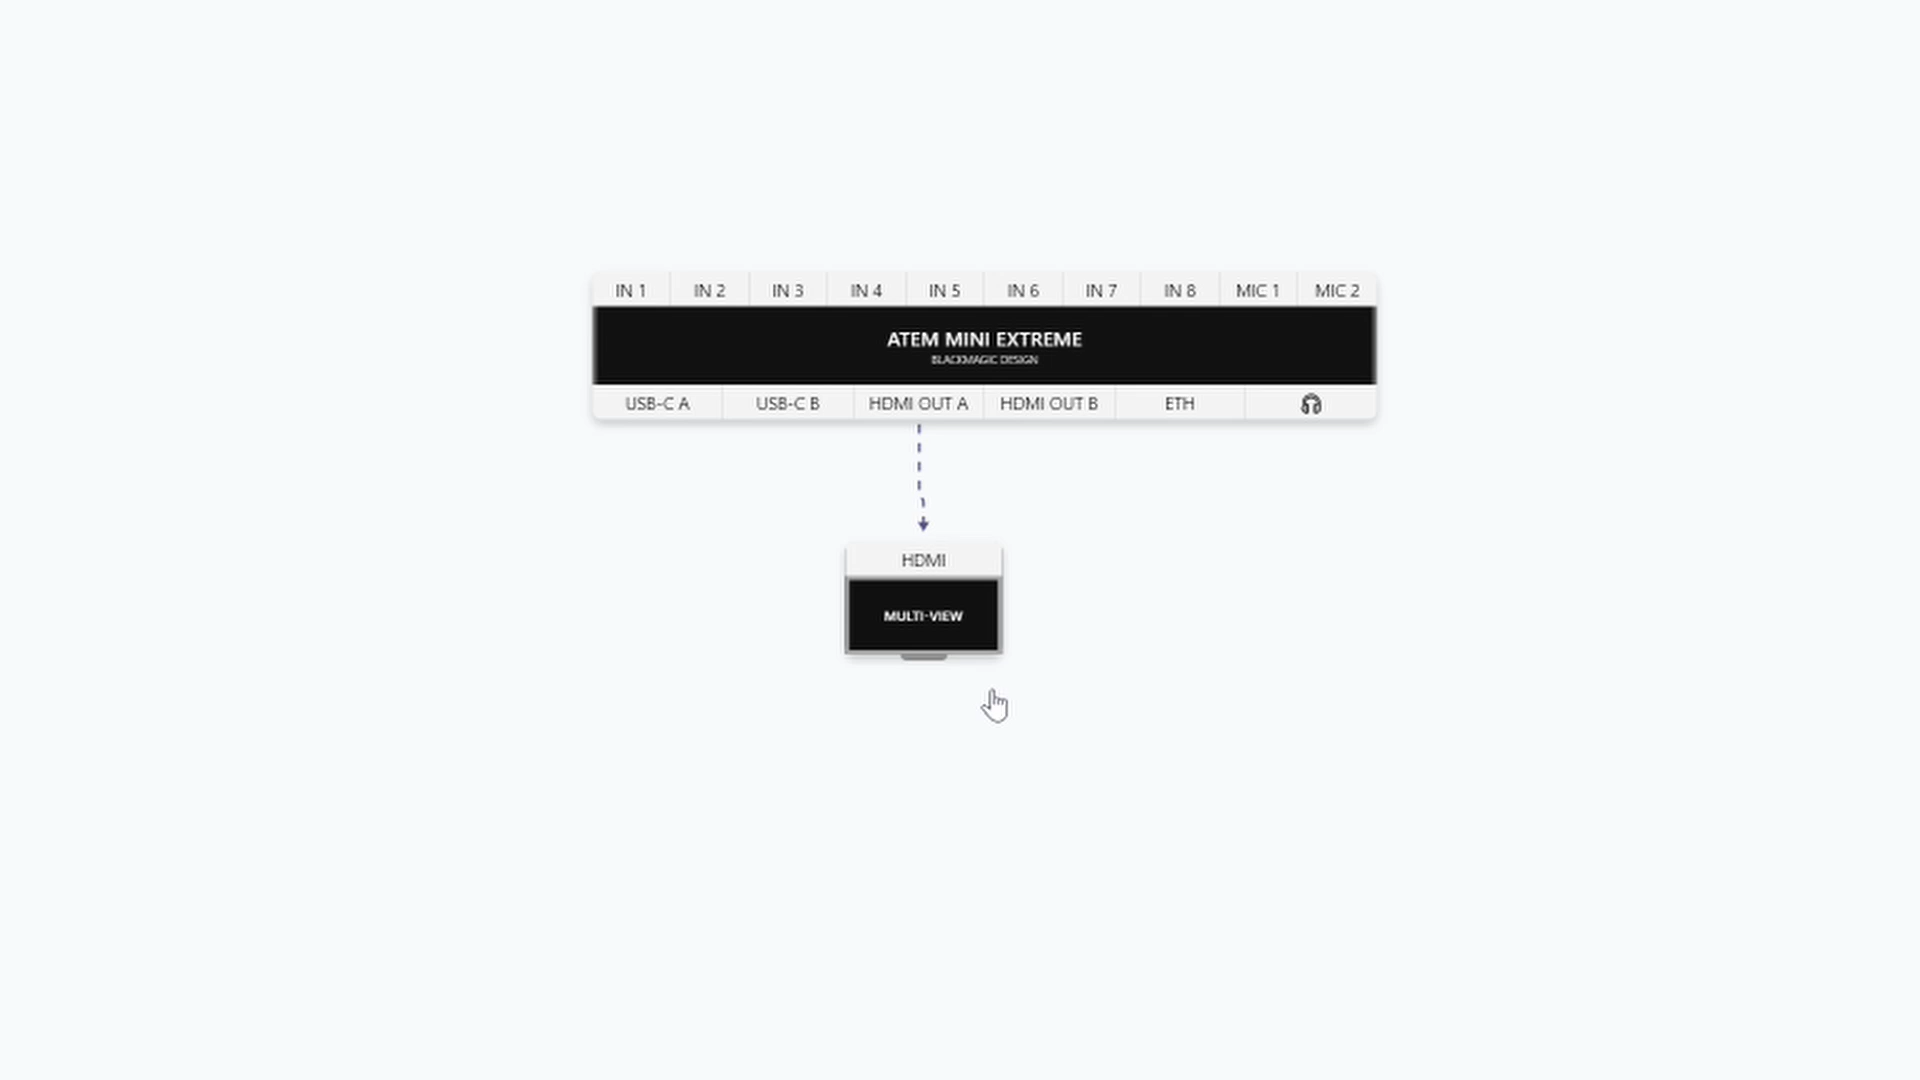 IN 1 IN 2 IN 3 IN 4 IN 5 IN 6 IN 7 IN 8 MIC 1 MIC 2
ATEM MINI EXTREME
BLACKMAGIC DESIGN
USB-C A USB-C B HDMI OUT A HDMI OUT B ETH
HDMI
MULTI-VIEW